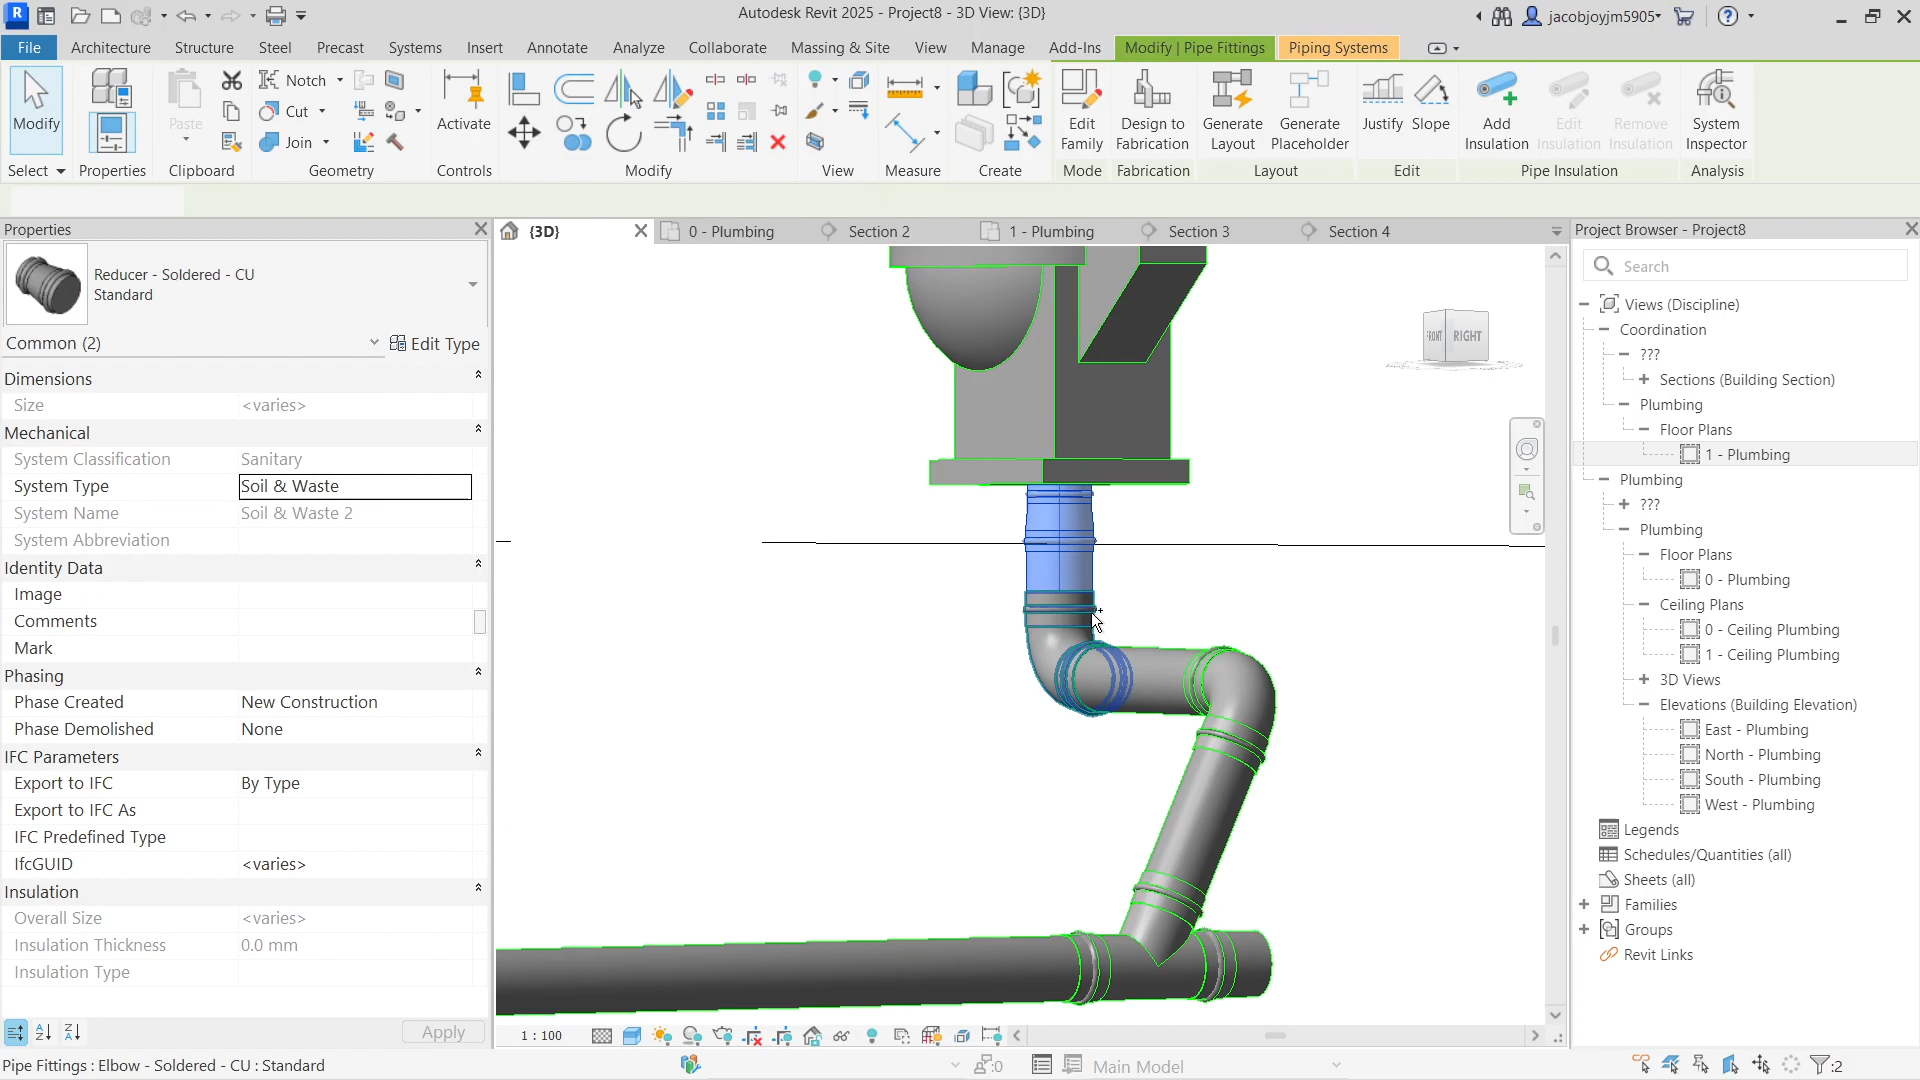 R
Autodesk Revit 2025 - Project8 - 3D View: {3D}
jacobjoyjm5905
File Architecture Structure Steel Precast Systems Insert Annotate Analyze Collaborate Massing & Site View Manage Add-Ins Modify | Pipe Fittings Piping Systems
Modify
Paste
Notch
Cut
Join
Activate
Edit Family
Design to Fabrication
Generate Layout
Generate Placeholder
Justify
Slope
Add Insulation
Edit Insulation
Remove Insulation
System Inspector
Select Properties Clipboard Geometry Controls Modify View Measure Create Mode Fabrication Layout Edit Pipe Insulation Analysis
Properties
Reducer - Soldered - CU
Standard
Common (2) Edit Type
Dimensions
Size <varies>
Mechanical
System Classification Sanitary
System Type Soil & Waste
System Name Soil & Waste 2
System Abbreviation
Identity Data
Image
Comments
Mark
Phasing
Phase Created New Construction
Phase Demolished None
IFC Parameters
Export to IFC By Type
Export to IFC As
IFC Predefined Type
IfcGUID <varies>
Insulation
Overall Size <varies>
Insulation Thickness 0.0 mm
Insulation Type
Apply
{3D} 0 - Plumbing Section 2 1 - Plumbing Section 3 Section 4
FRONT RIGHT
1 : 100
Project Browser - Project8
Search
Views (Discipline)
Coordination
???
Sections (Building Section)
Plumbing
Floor Plans
1 - Plumbing
Plumbing
???
Plumbing
Floor Plans
0 - Plumbing
Ceiling Plans
0 - Ceiling Plumbing
1 - Ceiling Plumbing
3D Views
Elevations (Building Elevation)
East - Plumbing
North - Plumbing
South - Plumbing
West - Plumbing
Legends
Schedules/Quantities (all)
Sheets (all)
Families
Groups
Revit Links
Pipe Fittings : Elbow - Soldered - CU : Standard
:0
Main Model
:2